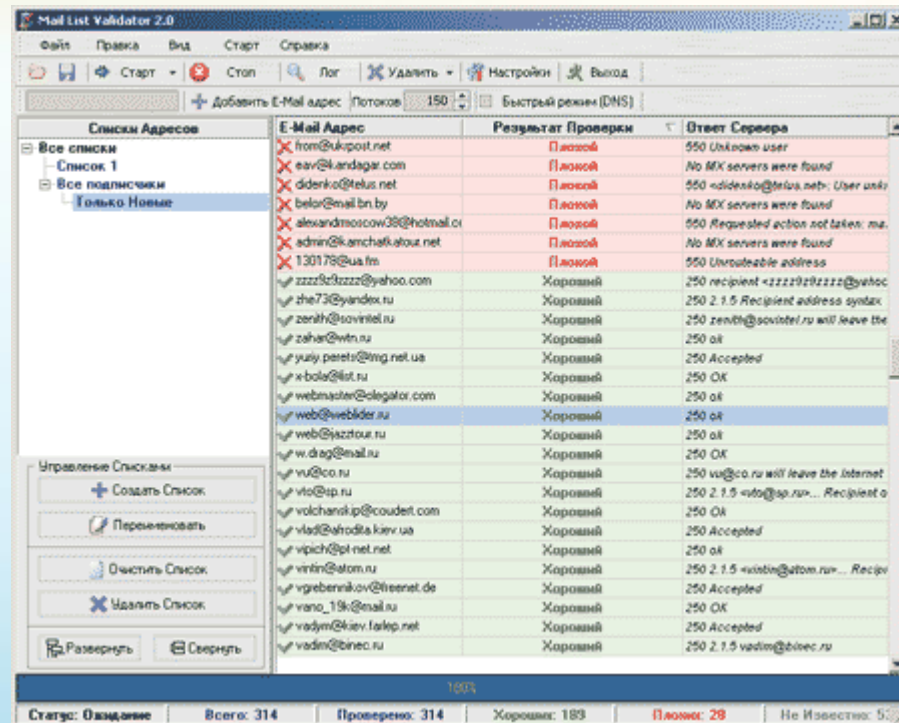 Mail List Validator 2.0
Файл Правка Вид Старт Справка
Старт Стоп Лог Удалить Настройки Выход
Добавить E-Mail адрес Потоков 150 Быстрый режим (DNS)
Списки Адресов
Все списки
Список 1
Все подписчики
Только Новые
E-Mail Адрес Результат Проверки Ответ Сервера
from@ukrpost.net Плохой 550 Unknown user
eav@kandagar.com Плохой No MX servers were found
didenko@telus.net Плохой 550 <didenko@telus.net>: User unk
belor@mail.bn.by Плохой No MX servers were found
alexandrmoscow38@hotmail.co Плохой 550 Requested action not taken: ma
admin@kamchatkatour.net Плохой No MX servers were found
130178@ua.fm Плохой 550 Unrouteable address
zzzz9z9zzzz@yahoo.com Хороший 250 recipient <zzzz9z9zzzz@yahoo
zhe73@yandex.ru Хороший 250 2.1.5 Recipient address syntax
zenith@sovintel.ru Хороший 250 zenith@sovintel.ru will leave the
zahar@wtn.ru Хороший 250 ok
yuriy.perets@tmg.net.ua Хороший 250 Accepted
x-bola@list.ru Хороший 250 OK
webmaster@olegator.com Хороший 250 ok
web@weblider.ru Хороший 250 ok
web@jazztour.ru Хороший 250 ok
w.drag@mail.ru Хороший 250 OK
vu@co.ru Хороший 250 vu@co.ru will leave the Internet
vto@sp.ru Хороший 250 2.1.5 <vto@sp.ru>... Recipient o
volchanskip@coudert.com Хороший 250 Ok
vlad@afrodita.kiev.ua Хороший 250 Accepted
vipich@pt-net.net Хороший 250 ok
vintin@atom.ru Хороший 250 2.1.5 <vintin@atom.ru>... Recip
vgrebennikov@freenet.de Хороший 250 Accepted
vano_19k@mail.ru Хороший 250 OK
vadym@kiev.farlep.net Хороший 250 Accepted
vadim@binec.ru Хороший 250 2.1.5 vadim@binec.ru
Управление Списками
Создать Список
Переименовать
Очистить Список
Удалить Список
Развернуть Свернуть
100%
Статус: Ожидание Всего: 314 Проверено: 314 Хороших: 189 Плохих: 28 Не Известно: